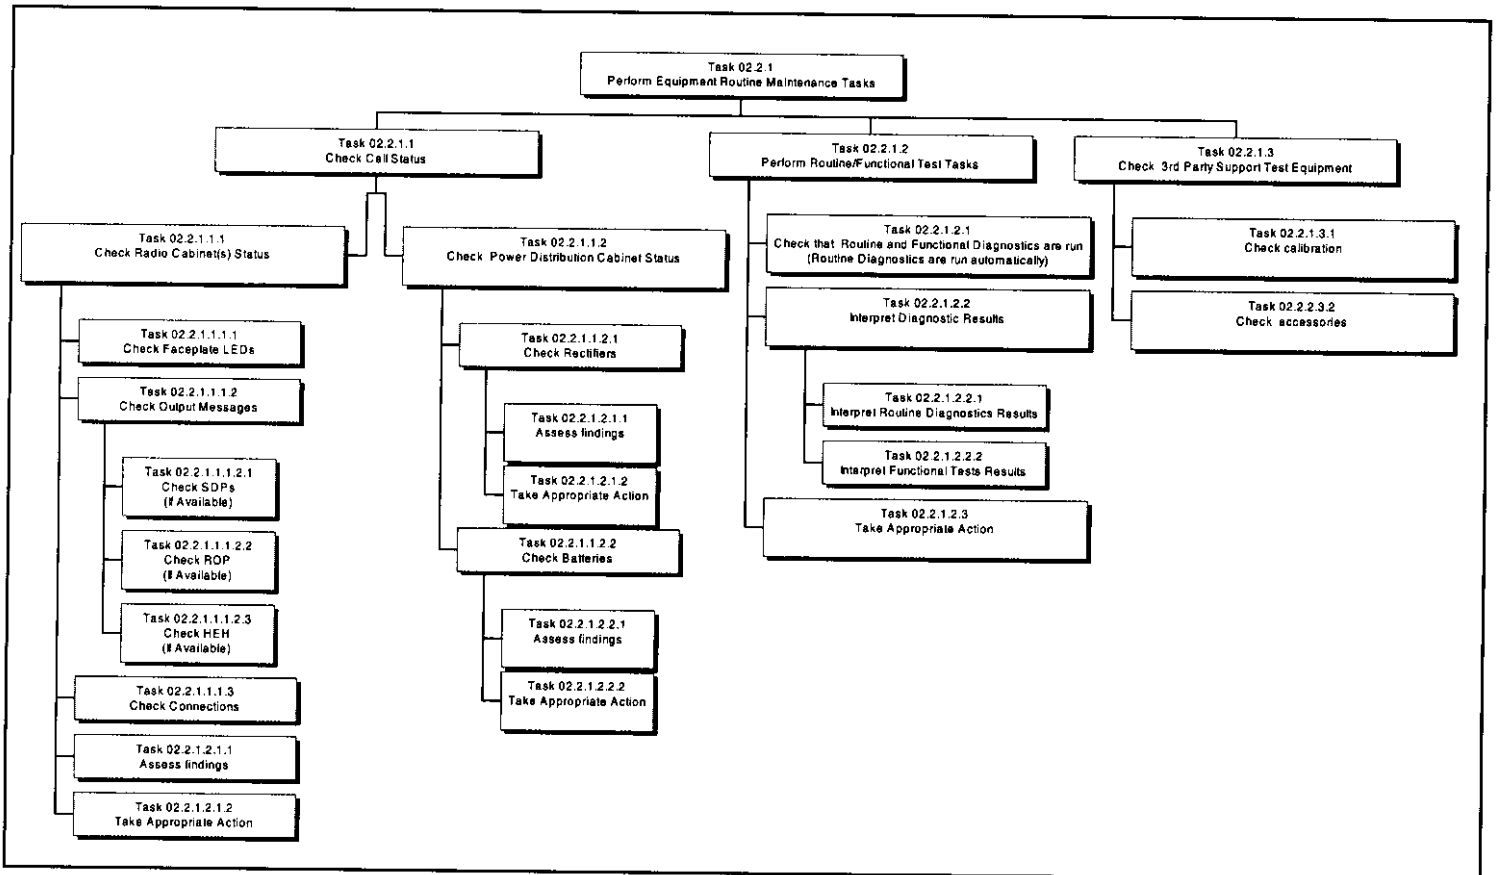 Task 02.2.1
Perform Equipment Routine Maintenance Tasks
Task 02.2.1.1
Check Cell Status
Task 02.2.1.2
Perform Routine/Functional Test Tasks
Task 02.2.1.3
Check 3rd Party Support Test Equipment
Task 02.2.1.1.1
Check Radio Cabinet(s) Status
Task 02.2.1.1.2
Check Power Distribution Cabinet Status
Task 02.2.1.2.1
Check that Routine and Functional Diagnostics are run
(Routine Diagnostics are run automatically)
Task 02.2.1.3.1
Check calibration
Task 02.2.1.2.2
Interpret Diagnostic Results
Task 02.2.2.3.2
Check accessories
Task 02.2.1.1.1.1
Check Faceplate LEDs
Task 02.2.1.1.2.1
Check Rectifiers
Task 02.2.1.1.1.2
Check Output Messages
Task 02.2.1.2.2.1
Interpret Routine Diagnostics Results
Task 02.2.1.2.1.1
Assess findings
Task 02.2.1.2.2.2
Interpret Functional Tests Results
Task 02.2.1.1.1.2.1
Check SDPs
(If Available)
Task 02.2.1.2.1.2
Take Appropriate Action
Task 02.2.1.2.3
Take Appropriate Action
Task 02.2.1.1.1.2.2
Check ROP
(If Available)
Task 02.2.1.1.2.2
Check Batteries
Task 02.2.1.1.1.2.3
Check HEH
(If Available)
Task 02.2.1.2.2.1
Assess findings
Task 02.2.1.1.1.3
Check Connections
Task 02.2.1.2.2.2
Take Appropriate Action
Task 02.2.1.2.1.1
Assess findings
Task 02.2.1.2.1.2
Take Appropriate Action